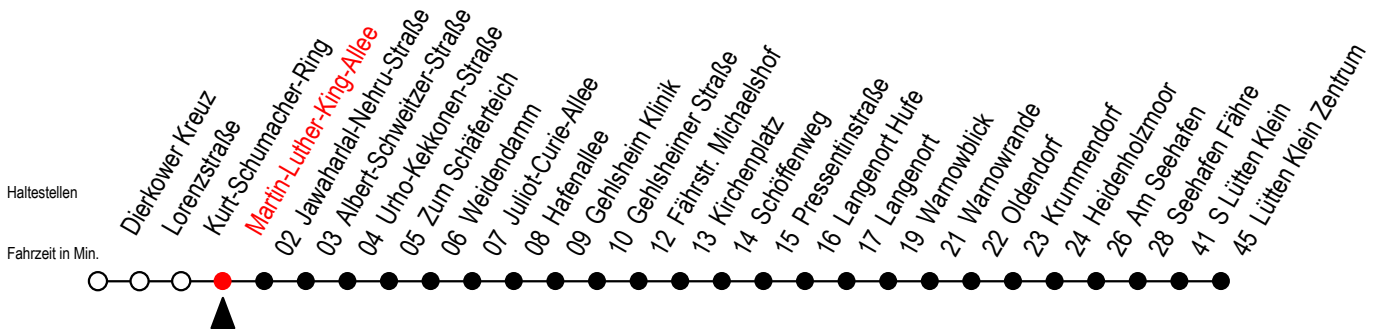 Haltestellen
Fahrzeit in Min.
Dierkower Kreuz
Lorenzstraße
Kurt-Schumacher-Ring
Martin-Luther-King-Allee
02 Jawaharlal-Nehru-Straße
03 Albert-Schweitzer-Straße
04 Urho-Kekkonen-Straße
05 Zum Schäferteich
06 Weidendamm
07 Juliot-Curie-Allee
08 Hafenallee
09 Gehlsheim Klinik
10 Gehlsheimer Straße
12 Fährstr. Michaelshof
13 Kirchenplatz
14 Schöffenweg
15 Pressentinstraße
16 Langenort Hufe
17 Langenort
19 Warnowblick
21 Warnowrande
22 Oldendorf
23 Krummendorf
24 Heidenholzmoor
26 Am Seehafen
28 Seehafen Fähre
41 S Lütten Klein
45 Lütten Klein Zentrum